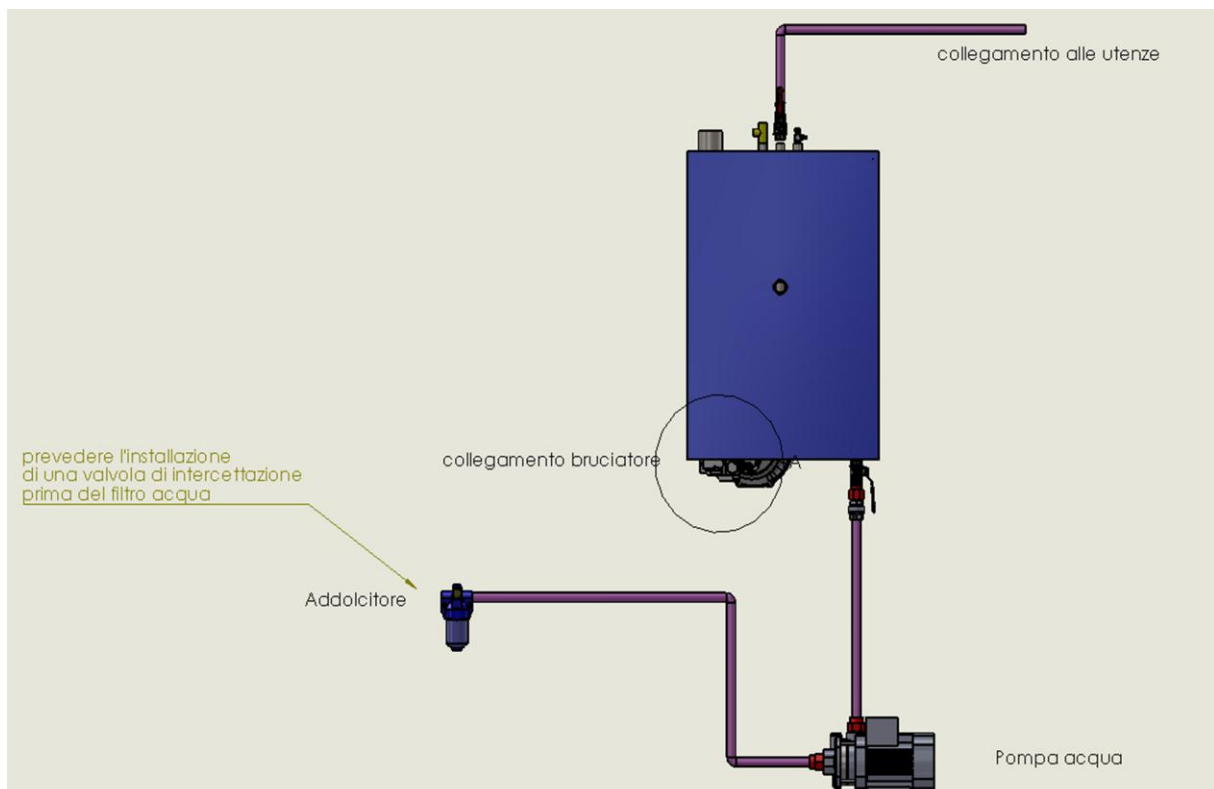 collegamento alle utenze
prevedere l'installazione
di una valvola di intercettazione
prima del filtro acqua
collegamento bruciatore
A
Addolcitore
Pompa acqua